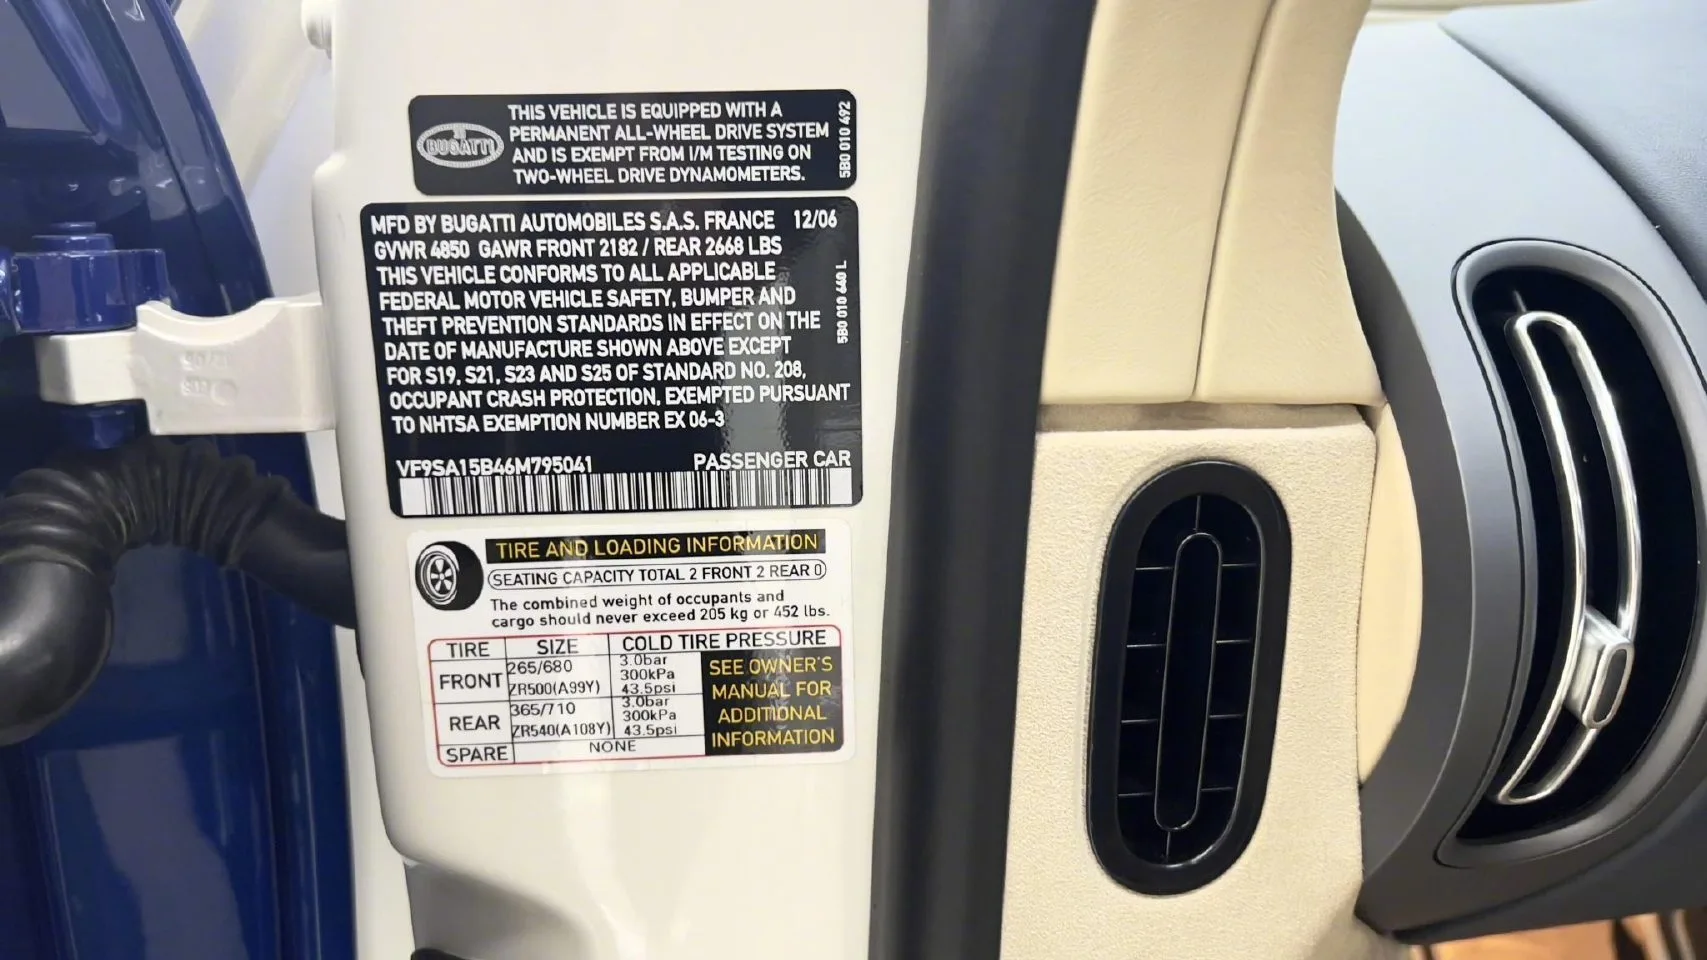 BUGATTI
THIS VEHICLE IS EQUIPPED WITH A
PERMANENT ALL-WHEEL DRIVE SYSTEM
AND IS EXEMPT FROM I/M TESTING ON
TWO-WHEEL DRIVE DYNAMOMETERS.
5B0 010 492
MFD BY BUGATTI AUTOMOBILES S.A.S. FRANCE 12/06
GVWR 4850 GAWR FRONT 2182 / REAR 2668 LBS
THIS VEHICLE CONFORMS TO ALL APPLICABLE
FEDERAL MOTOR VEHICLE SAFETY, BUMPER AND
THEFT PREVENTION STANDARDS IN EFFECT ON THE
DATE OF MANUFACTURE SHOWN ABOVE EXCEPT
FOR S19, S21, S23 AND S25 OF STANDARD NO. 208,
OCCUPANT CRASH PROTECTION, EXEMPTED PURSUANT
TO NHTSA EXEMPTION NUMBER EX 06-3
5B0 010 640 L
VF9SA15B46M795041 PASSENGER CAR
TIRE AND LOADING INFORMATION
SEATING CAPACITY TOTAL 2 FRONT 2 REAR 0
The combined weight of occupants and
cargo should never exceed 205 kg or 452 lbs.
TIRE SIZE COLD TIRE PRESSURE
FRONT 265/680 3.0bar
300kPa
ZR500(A99Y) 43.5psi
REAR 365/710 3.0bar
300kPa
ZR540(A108Y) 43.5psi
SPARE NONE
SEE OWNER'S
MANUAL FOR
ADDITIONAL
INFORMATION